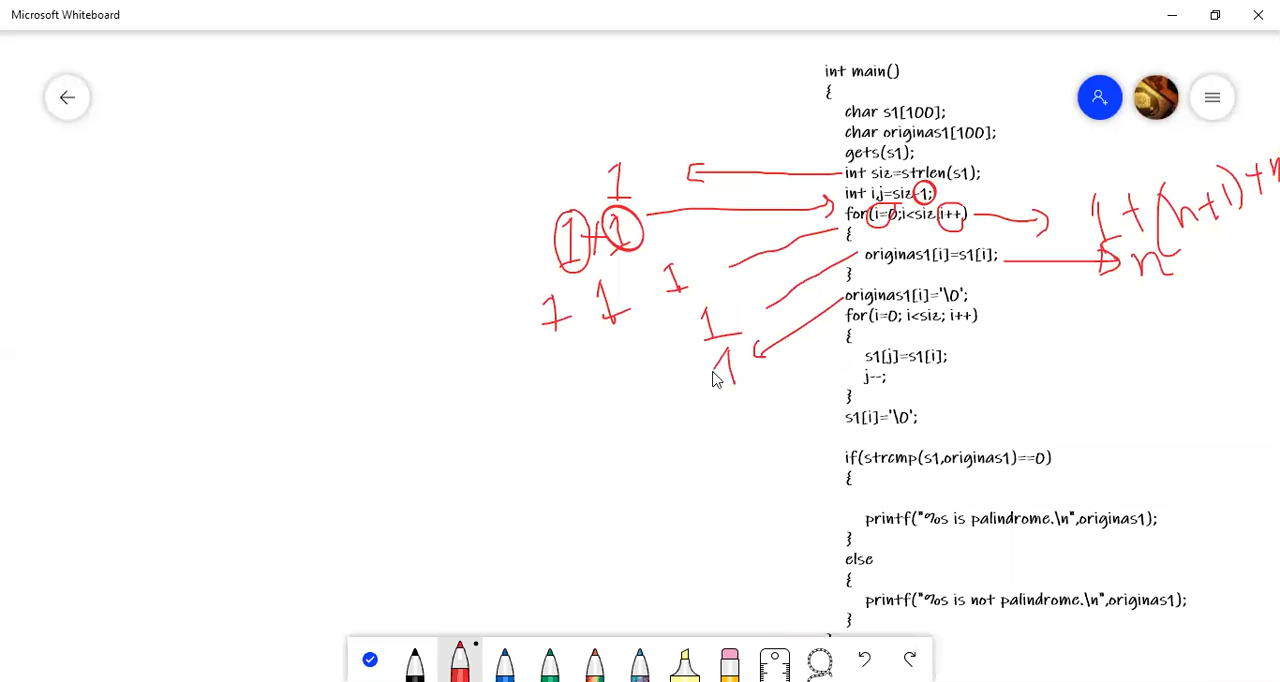 Microsoft Whiteboard
int main()
{
char s1[100];
char originas1[100];
gets(s1);
int siz=strlen(s1);
int i,j=siz-1;
for(i=0;i<siz;i++)
{
originas1[i]=s1[i];
}
originas1[i]='\0';
for(i=0; i<siz; i++)
{
s1[j]=s1[i];
j--;
}
s1[i]='\0';
if(strcmp(s1,originas1)==0)
{
printf("%s is palindrome.\n",originas1);
}
else
{
printf("%s is not palindrome.\n",originas1);
}
1
1+1
1 1 1
1
1
1+(n+1)+n
n